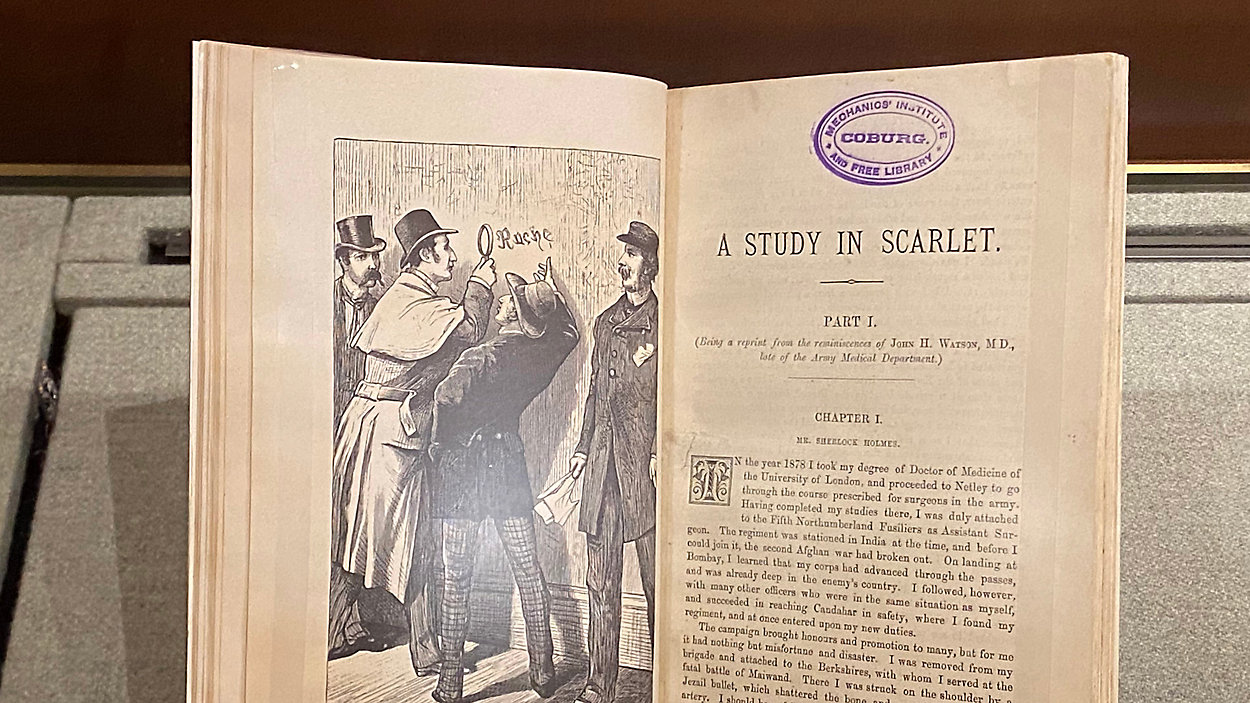 Rache
MECHANICS' INSTITUTE
COBURG.
AND FREE LIBRARY
A STUDY IN SCARLET.
PART I.
(Being a reprint from the reminiscences of JOHN H. WATSON, M D.,
late of the Army Medical Department.)
CHAPTER I.
MR. SHERLOCK HOLMES.
IN the year 1878 I took my degree of Doctor of Medicine of
the University of London, and proceeded to Netley to go
through the course prescribed for surgeons in the army.
Having completed my studies there, I was duly attached
to the Fifth Northumberland Fusiliers as Assistant Sur-
geon. The regiment was stationed in India at the time, and before I
could join it, the second Afghan war had broken out. On landing at
Bombay, I learned that my corps had advanced through the passes,
and was already deep in the enemy's country. I followed, however,
with many other officers who were in the same situation as myself,
and succeeded in reaching Candahar in safety, where I found my
regiment, and at once entered upon my new duties.
The campaign brought honours and promotion to many, but for me
it had nothing but misfortune and disaster. I was removed from my
brigade and attached to the Berkshires, with whom I served at the
fatal battle of Maiwand. There I was struck on the shoulder by a
Jezail bullet, which shattered the bone and
artery. I should